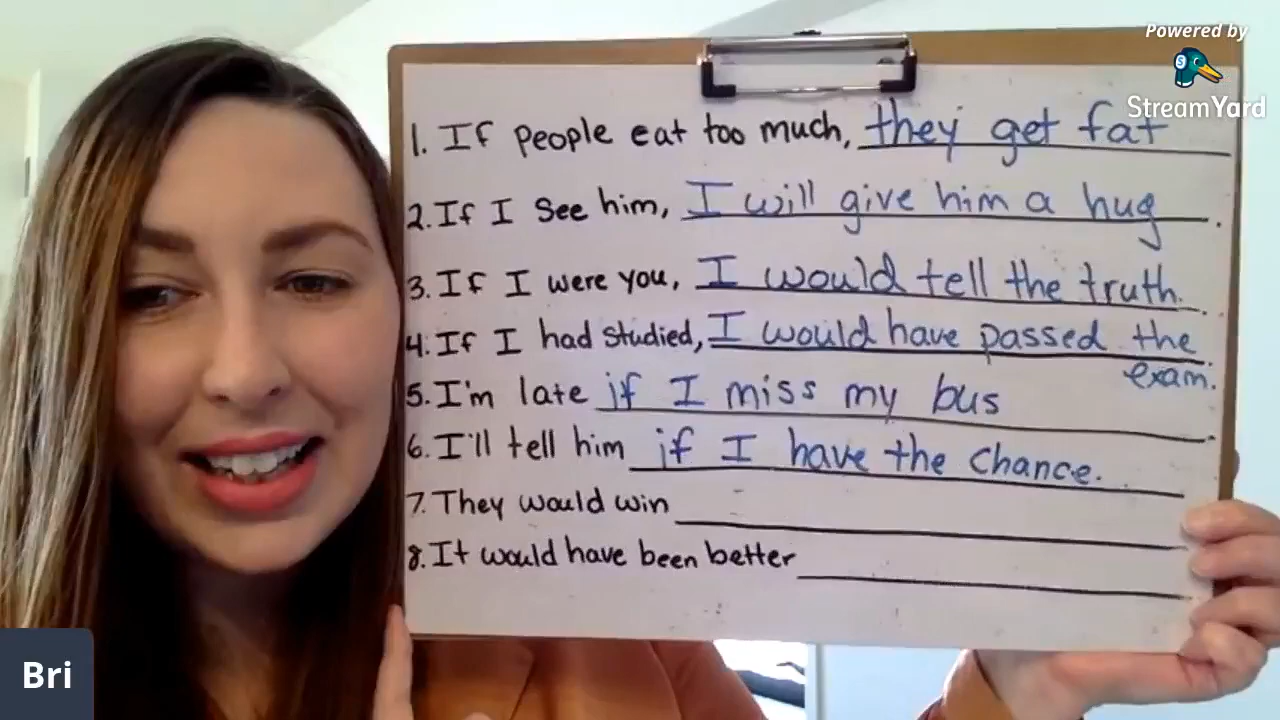 Powered by
StreamYard
1. If people eat too much, they get fat
2. If I see him, I will give him a hug.
3. If I were you, I would tell the truth.
4. If I had studied, I would have passed the
exam.
5. I'm late if I miss my bus.
6. I'll tell him if I have the chance.
7. They would win
8. It would have been better
Bri